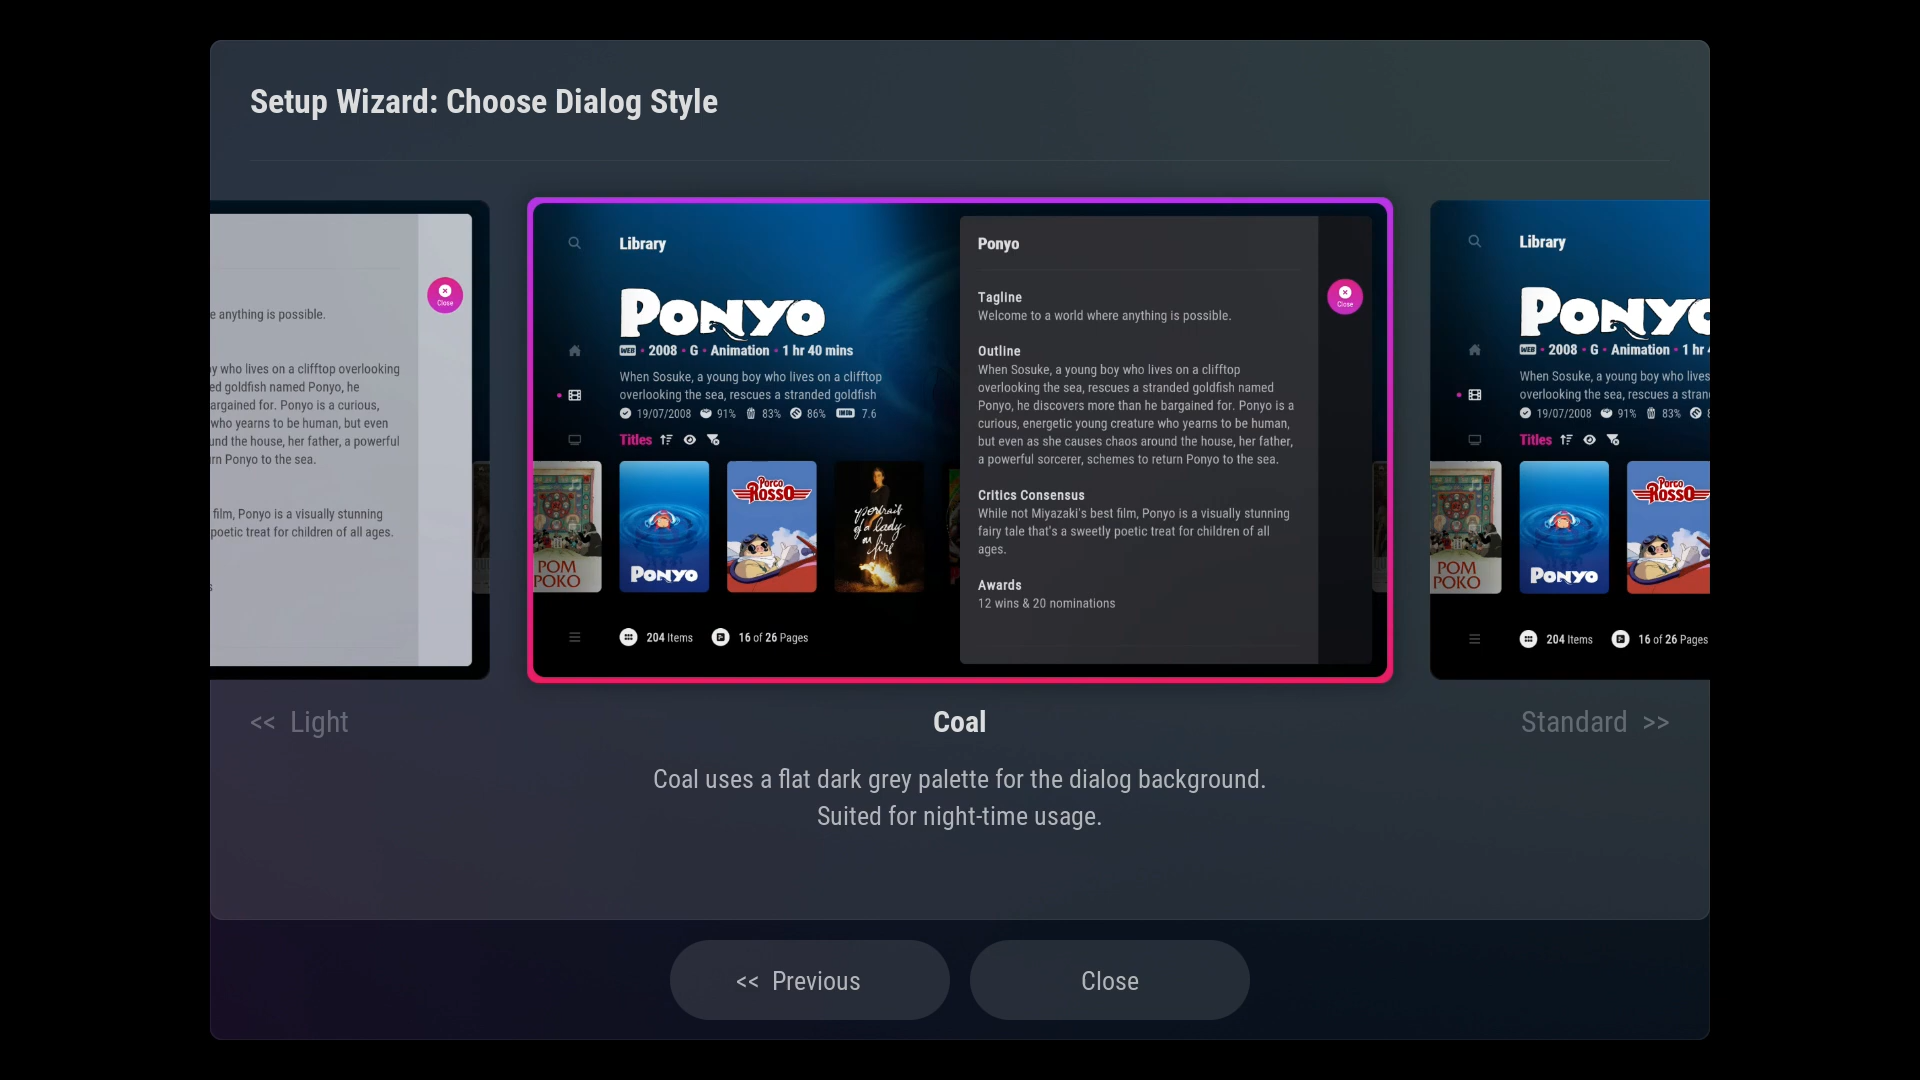 Setup Wizard: Choose Dialog Style
e anything is possible.
y who lives on a clifftop overlooking
ed goldfish named Ponyo, he
argained for. Ponyo is a curious,
who yearns to be human, but even
und the house, her father, a powerful
rn Ponyo to the sea.
film, Ponyo is a visually stunning
poetic treat for children of all ages.
s
Close
Library
PONYO
WEB • 2008 • G • Animation • 1 hr 40 mins
When Sosuke, a young boy who lives on a clifftop
overlooking the sea, rescues a stranded goldfish
19/07/2008 91% 83% 86% IMDb 7.6
Titles
POM POKO
PONYO
Porco Rosso
portrait of a lady on fire
204 Items 16 of 26 Pages
Ponyo
Tagline
Welcome to a world where anything is possible.
Outline
When Sosuke, a young boy who lives on a clifftop
overlooking the sea, rescues a stranded goldfish named
Ponyo, he discovers more than he bargained for. Ponyo is a
curious, energetic young creature who yearns to be human,
but even as she causes chaos around the house, her father,
a powerful sorcerer, schemes to return Ponyo to the sea.
Critics Consensus
While not Miyazaki's best film, Ponyo is a visually stunning
fairy tale that's a sweetly poetic treat for children of all
ages.
Awards
12 wins & 20 nominations
Close
Library
PONYO
WEB • 2008 • G • Animation • 1 hr 4
When Sosuke, a young boy who lives
overlooking the sea, rescues a stran
19/07/2008 91% 83% 8
Titles
POM POKO
PONYO
Porco Rosso
204 Items 16 of 26 Pages
<< Light
Coal
Standard >>
Coal uses a flat dark grey palette for the dialog background.
Suited for night-time usage.
<< Previous
Close